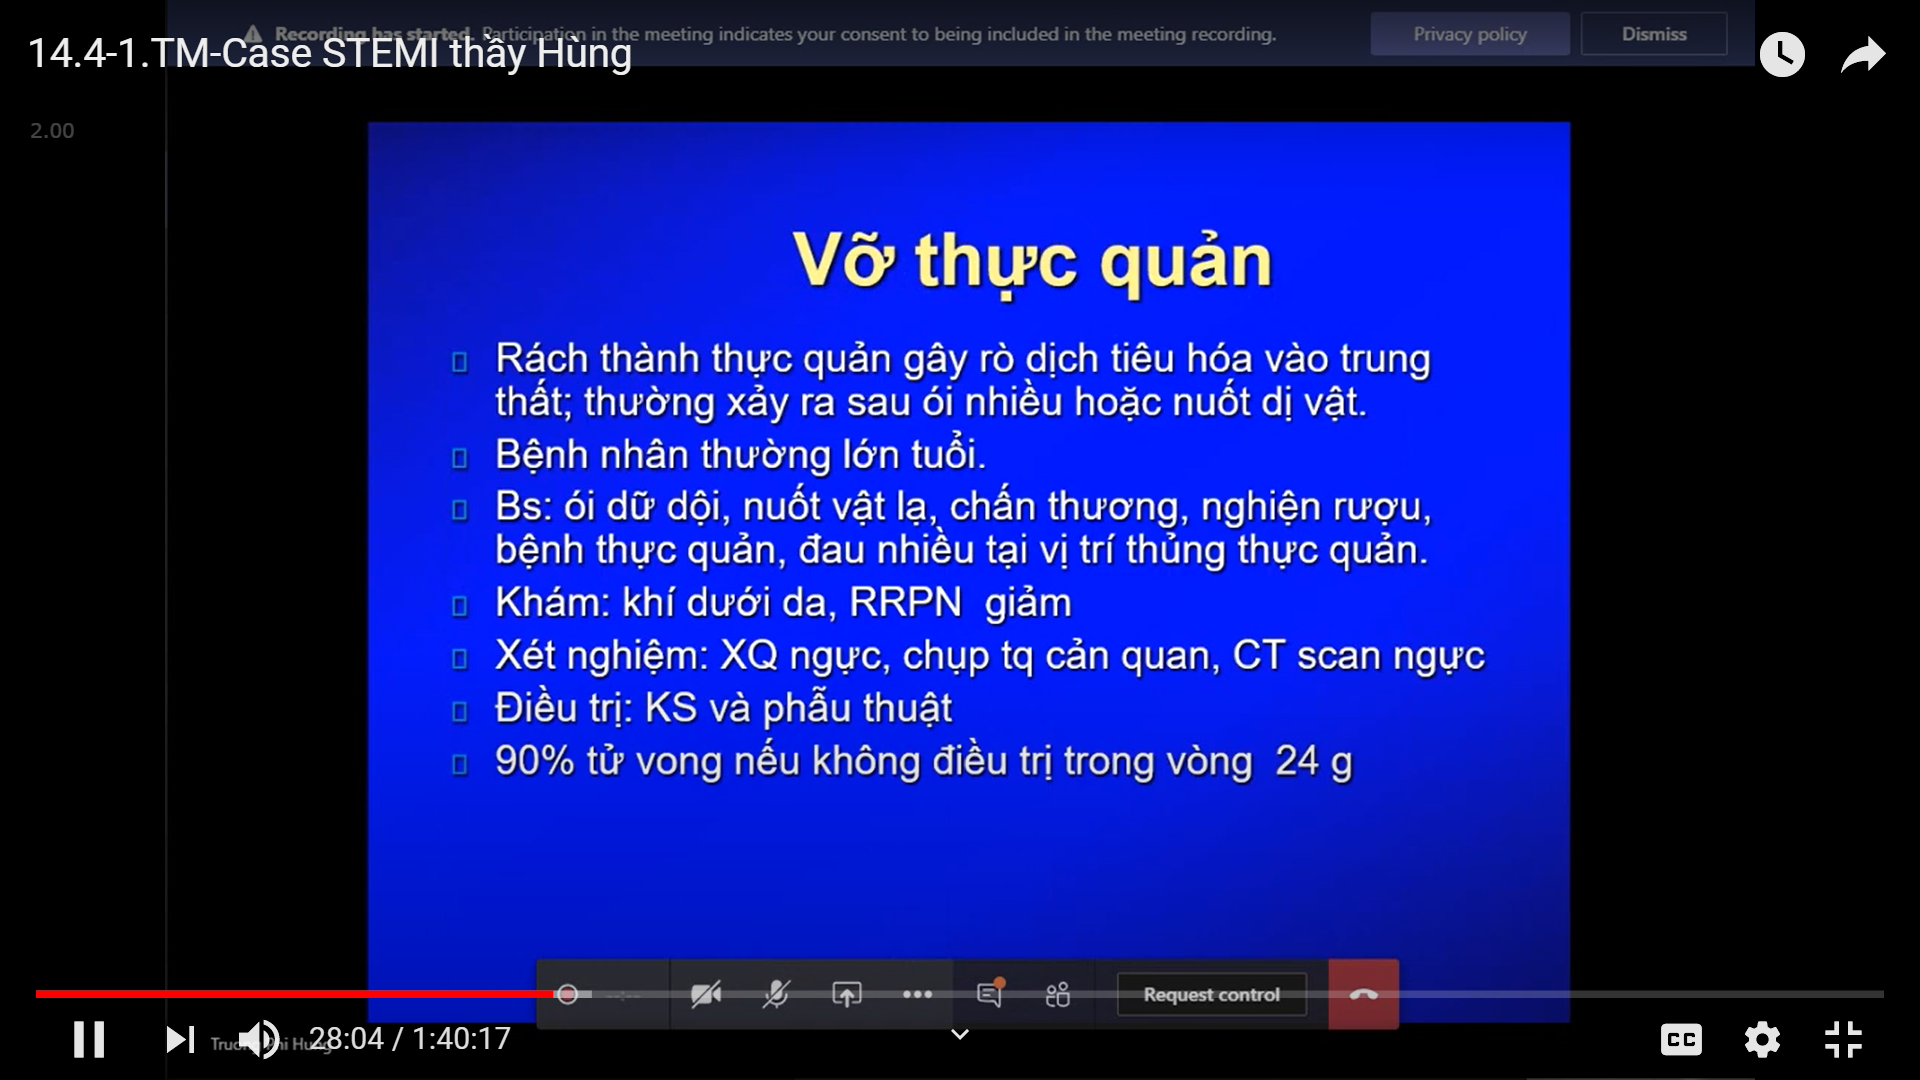 Recording has started. Participation in the meeting indicates your consent to being included in the meeting recording.
Privacy policy
Dismiss
14.4-1.TM-Case STEMI thầy Hùng
2.00
Vỡ thực quản
Rách thành thực quản gây rò dịch tiêu hóa vào trung
thất; thường xảy ra sau ói nhiều hoặc nuốt dị vật.
Bệnh nhân thường lớn tuổi.
Bs: ói dữ dội, nuốt vật lạ, chấn thương, nghiện rượu,
bệnh thực quản, đau nhiều tại vị trí thủng thực quản.
Khám: khí dưới da, RRPN giảm
Xét nghiệm: XQ ngực, chụp tq cản quan, CT scan ngực
Điều trị: KS và phẫu thuật
90% tử vong nếu không điều trị trong vòng 24 g
--:--
Request control
28:04 / 1:40:17
CC